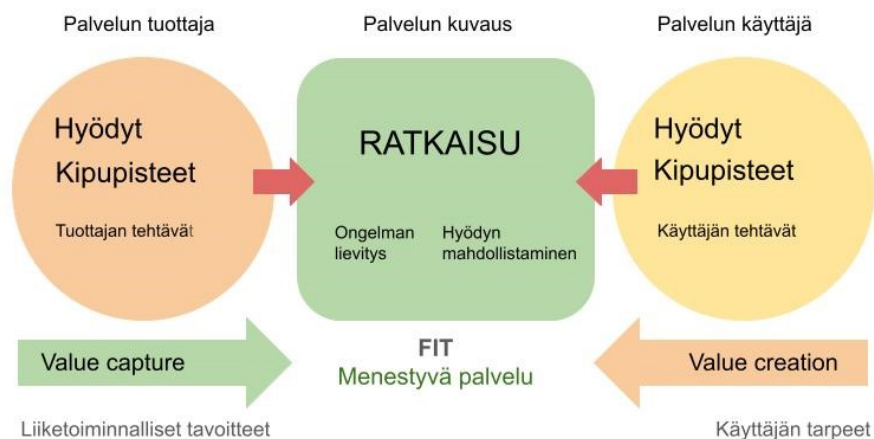 Palvelun tuottaja
Palvelun kuvaus
Palvelun käyttäjä
Hyödyt
Kipupisteet
Tuottajan tehtävät
RATKAISU
Ongelman
lievitys
Hyödyn
mahdollistaminen
Hyödyt
Kipupisteet
Käyttäjän tehtävät
Value capture
FIT
Menestyvä palvelu
Value creation
Liiketoiminnalliset tavoitteet
Käyttäjän tarpeet